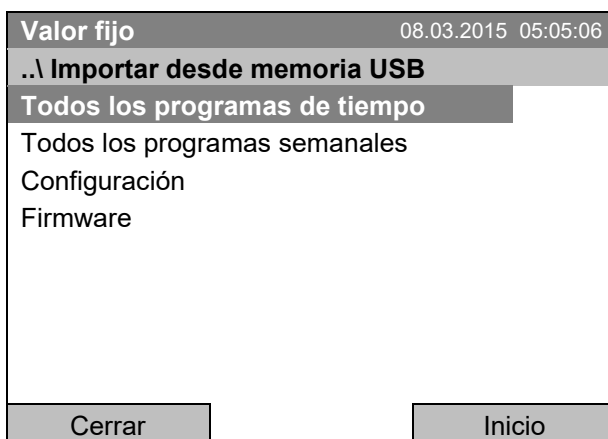 Valor fijo 08.03.2015 05:05:06
..\ Importar desde memoria USB
Todos los programas de tiempo
Todos los programas semanales
Configuración
Firmware
Cerrar Inicio